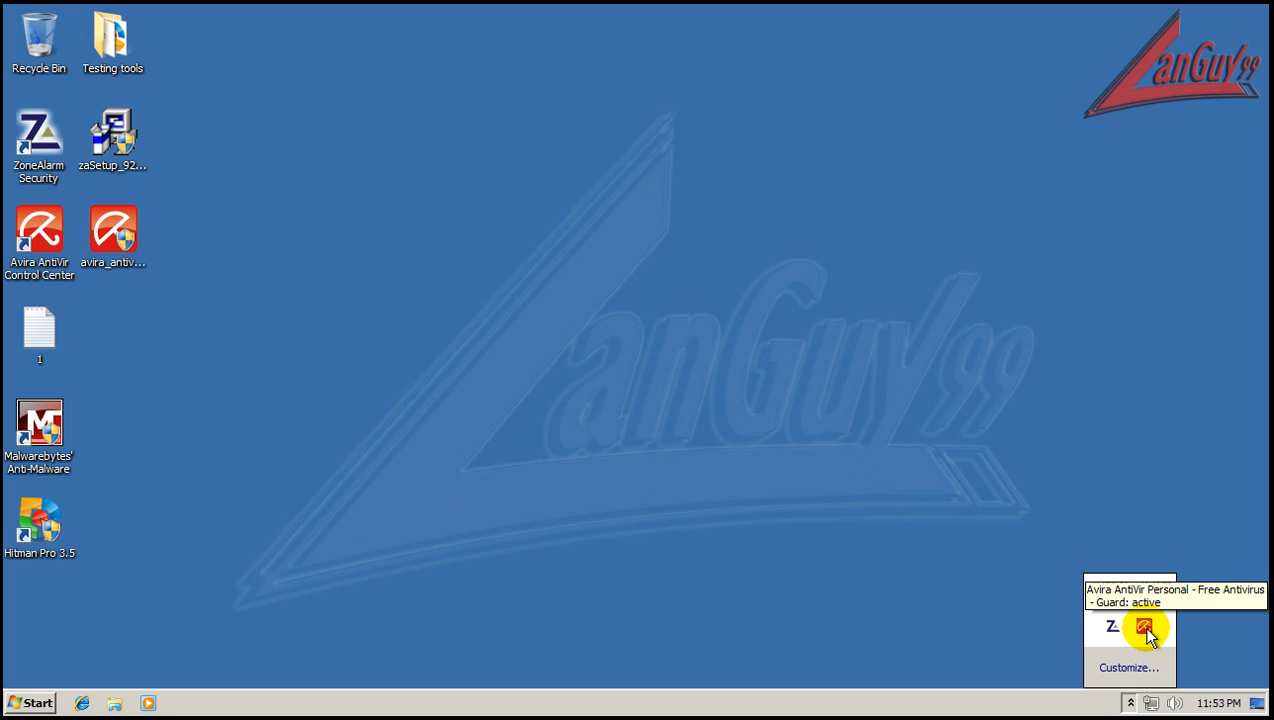 LanGuy99
Recycle Bin
Testing tools
ZoneAlarm
Security
zaSetup_92...
Avira AntiVir
Control Center
avira_antiv...
1
Malwarebytes'
Anti-Malware
Hitman Pro 3.5
LanGuy99
Avira AntiVir Personal - Free Antivirus
- Guard: active
Customize...
Start
11:53 PM